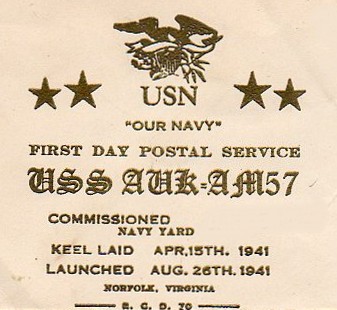 USN
"OUR NAVY"
FIRST DAY POSTAL SERVICE
USS AUK=AM57
COMMISSIONED
NAVY YARD
KEEL LAID APR,15TH. 1941
LAUNCHED AUG. 26TH. 1941
NORFOLK, VIRGINIA
R. C. D. 70